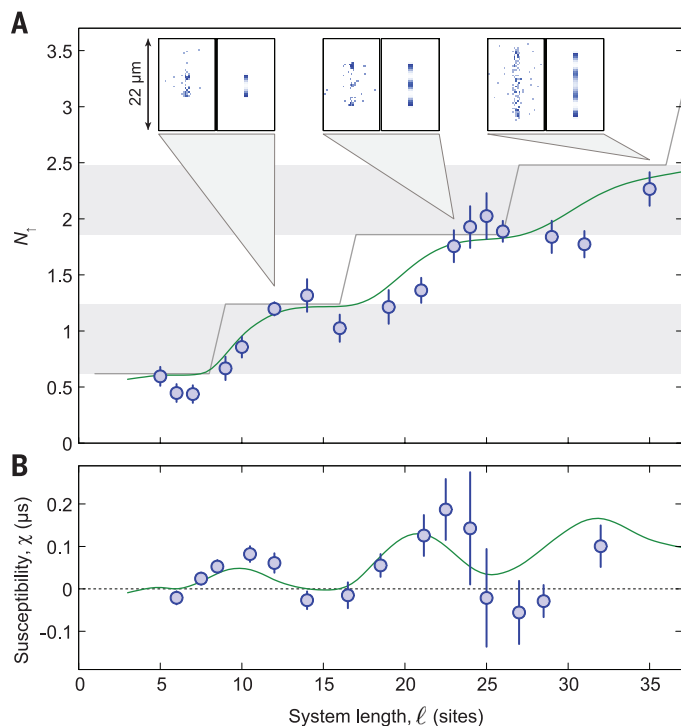 A
3.5
3
2.5
2
1.5
1
0.5
0
N↑
22 μm
B
0.2
0.1
0
-0.1
Susceptibility, χ (μs)
0 5 10 15 20 25 30 35
System length, ℓ (sites)